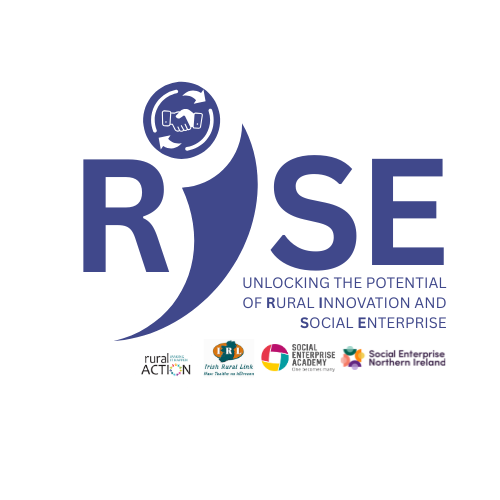 RISE
UNLOCKING THE POTENTIAL
OF RURAL INNOVATION AND
SOCIAL ENTERPRISE
rural
ACTION
IRL
Irish Rural Link
SOCIAL
ENTERPRISE
ACADEMY
Social Enterprise
Northern Ireland